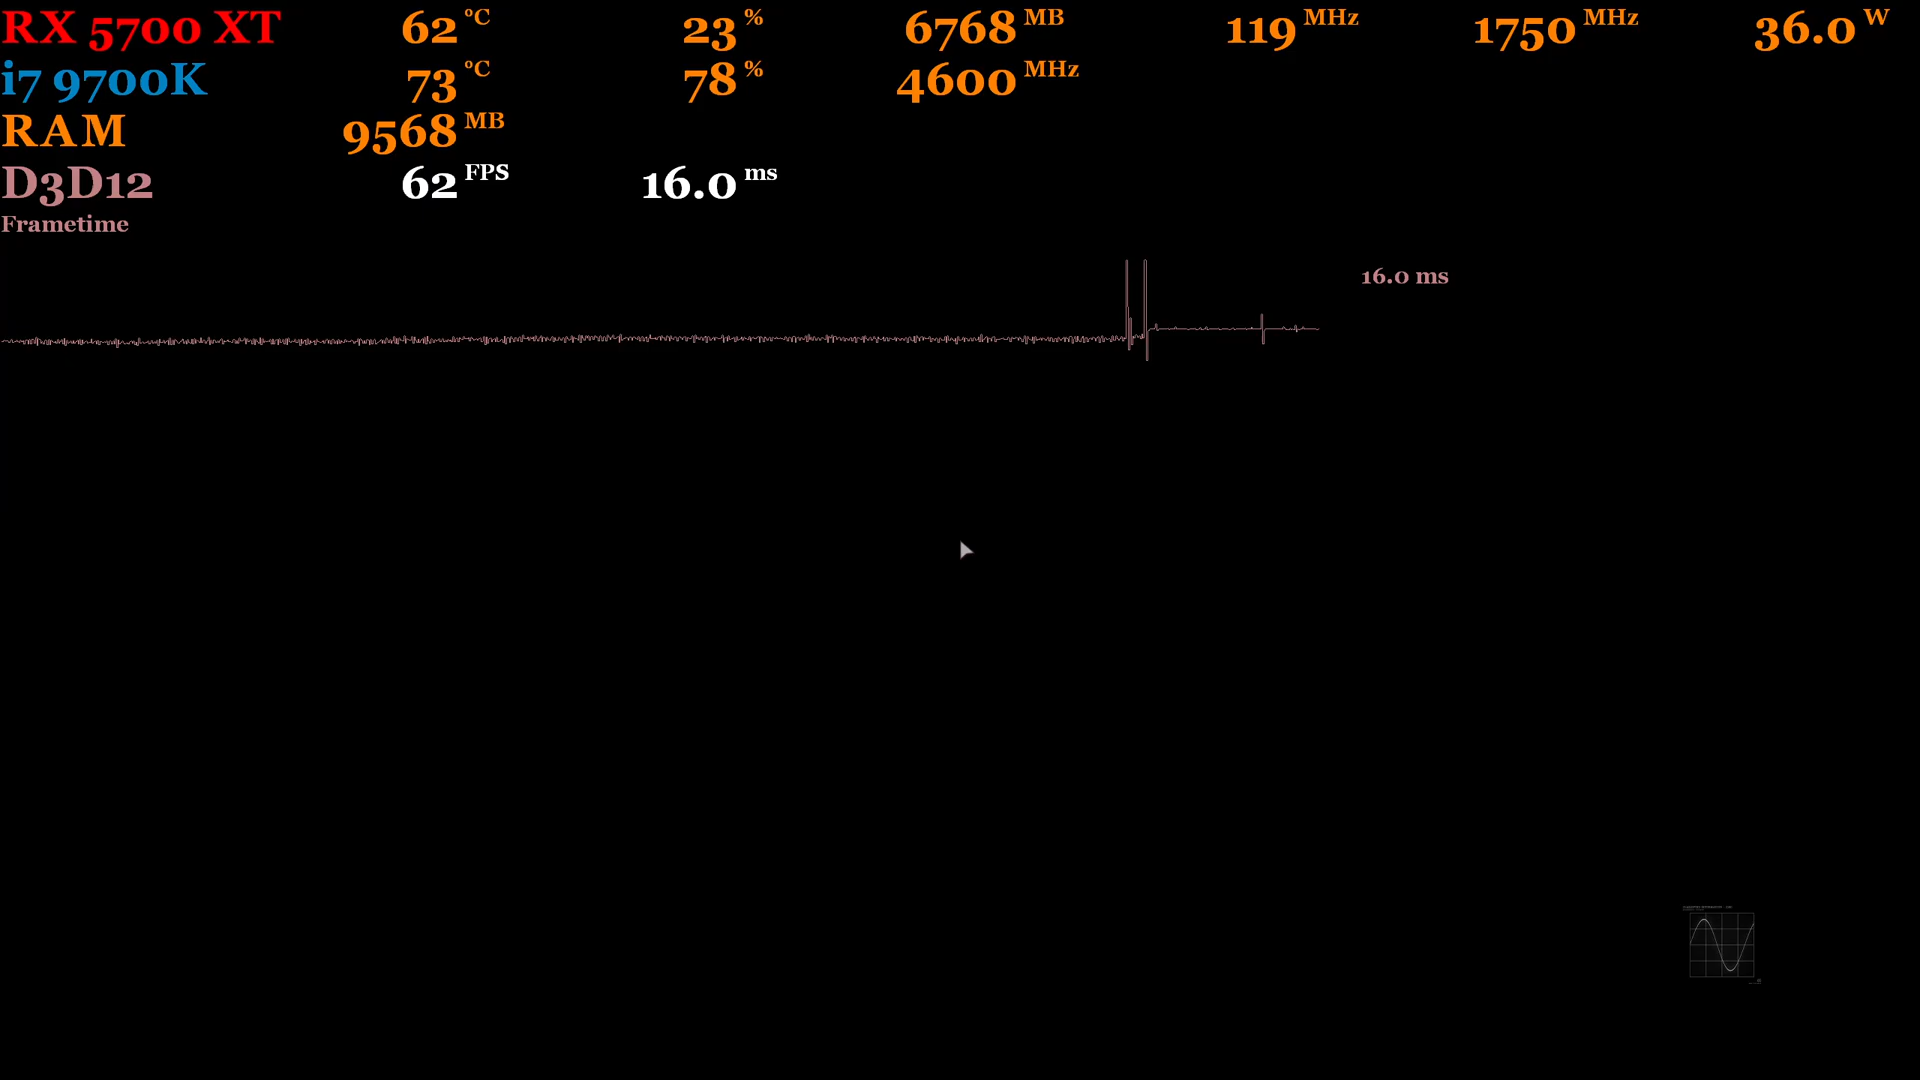 RX 5700 XT 62 °C 23 % 6768 MB 119 MHz 1750 MHz 36.0 W
i7 9700K 73 °C 78 % 4600 MHz
RAM 9568 MB
D3D12 62 FPS 16.0 ms
Frametime
16.0 ms